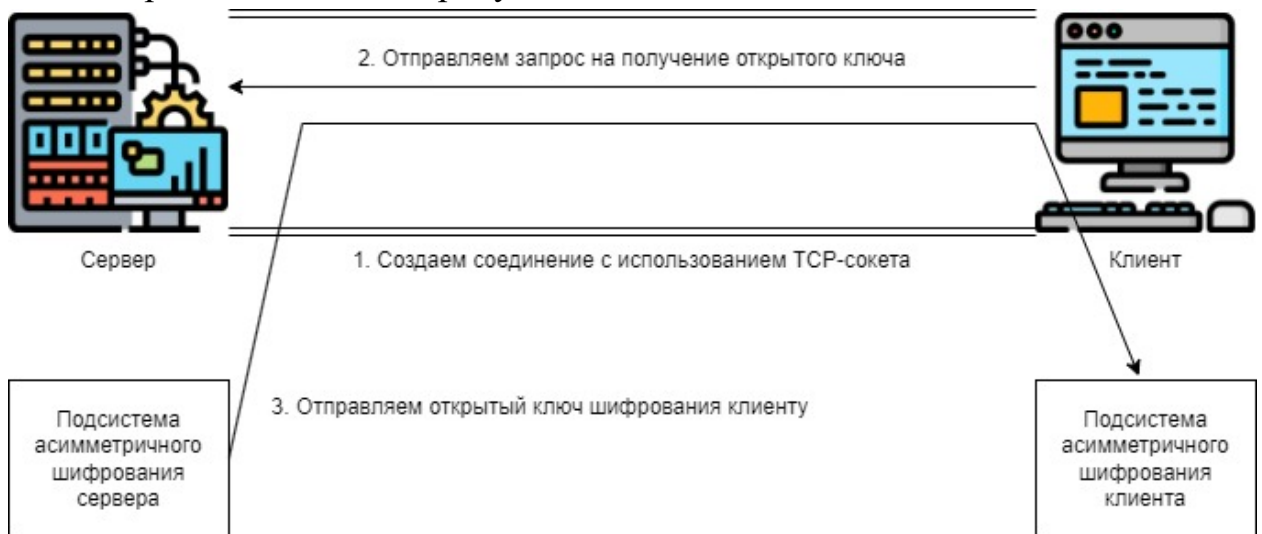 2. Отправляем запрос на получение открытого ключа
Сервер
1. Создаем соединение с использованием TCP-сокета
Клиент
3. Отправляем открытый ключ шифрования клиенту
Подсистема
асимметричного
шифрования
сервера
Подсистема
асимметричного
шифрования
клиента